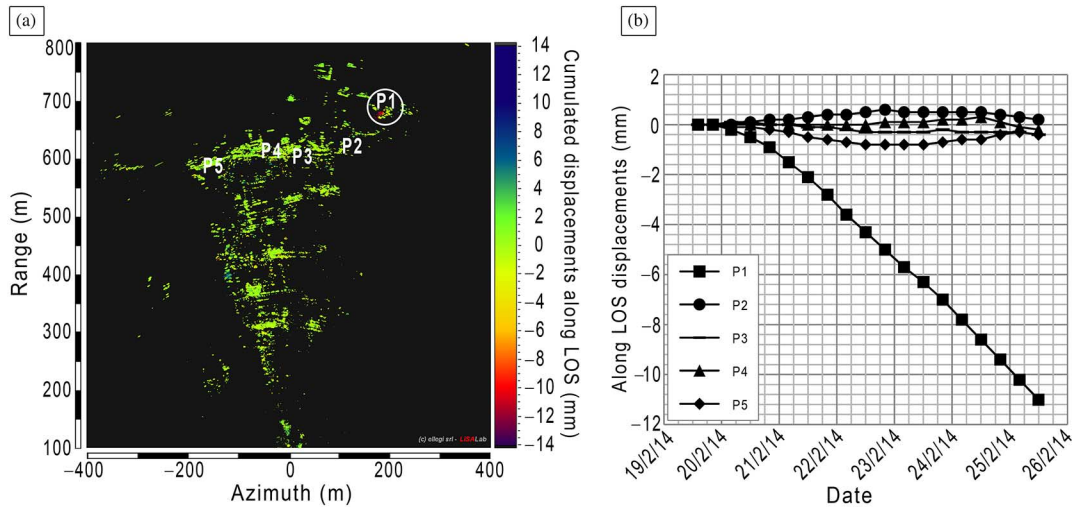 (a)
800
700
600
500
400
300
200
100
Range (m)
−400
−200
0
200
400
Azimuth (m)
P1
P2
P3
P4
P5
(c) ellegi srl - LiSALab
14
12
10
8
6
4
2
0
−2
−4
−6
−8
−10
−12
−14
Cumulated displacements along LOS (mm)
(b)
2
0
−2
−4
−6
−8
−10
−12
Along LOS displacements (mm)
P1
P2
P3
P4
P5
19/2/14
20/2/14
21/2/14
22/2/14
23/2/14
24/2/14
25/2/14
26/2/14
Date